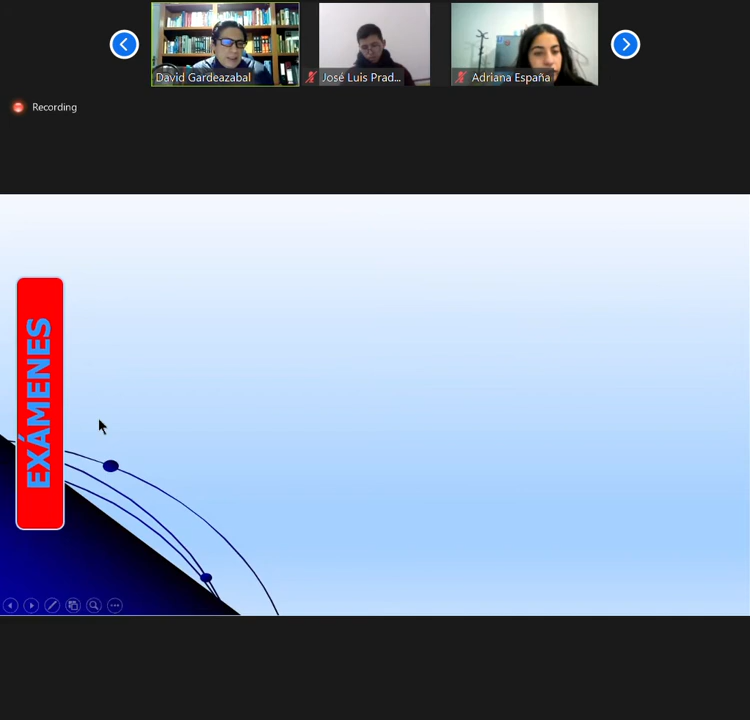 David Gardeazabal
José Luis Prad...
Adriana España
Recording
EXÁMENES